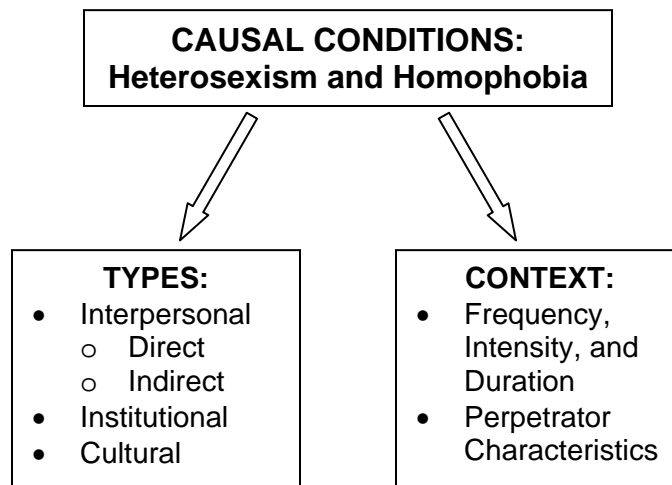 CAUSAL CONDITIONS:
Heterosexism and Homophobia
TYPES:
• Interpersonal
o Direct
o Indirect
• Institutional
• Cultural
CONTEXT:
• Frequency,
Intensity, and
Duration
• Perpetrator
Characteristics